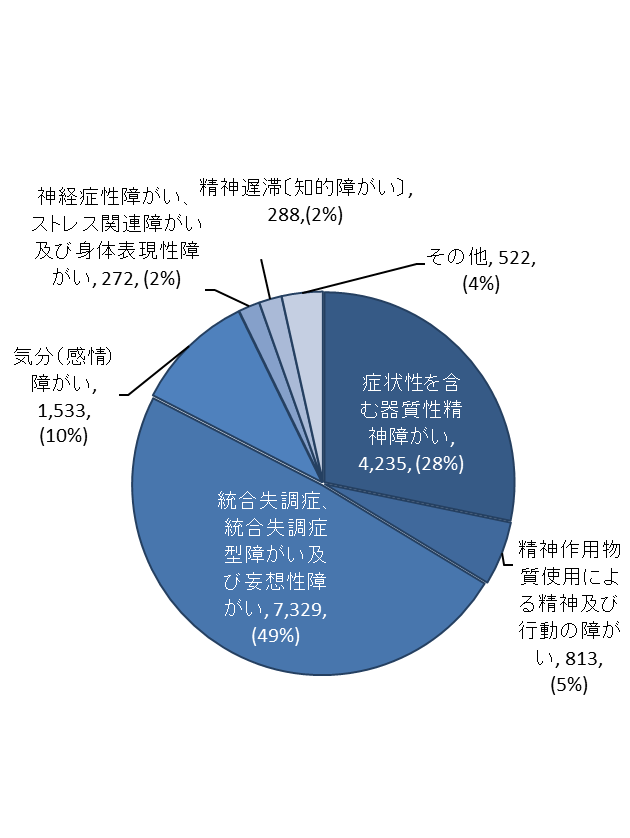 精神遅滞〔知的障がい〕,
288,(2%)
神経症性障がい、
ストレス関連障がい
及び身体表現性障
がい, 272, (2%)
その他, 522,
(4%)
気分（感情）
障がい,
1,533,
(10%)
症状性を含
む器質性精
神障がい,
4,235, (28%)
統合失調症、
統合失調症
型障がい及
び妄想性障
がい, 7,329,
(49%)
精神作用物
質使用によ
る精神及び
行動の障が
い, 813,
(5%)